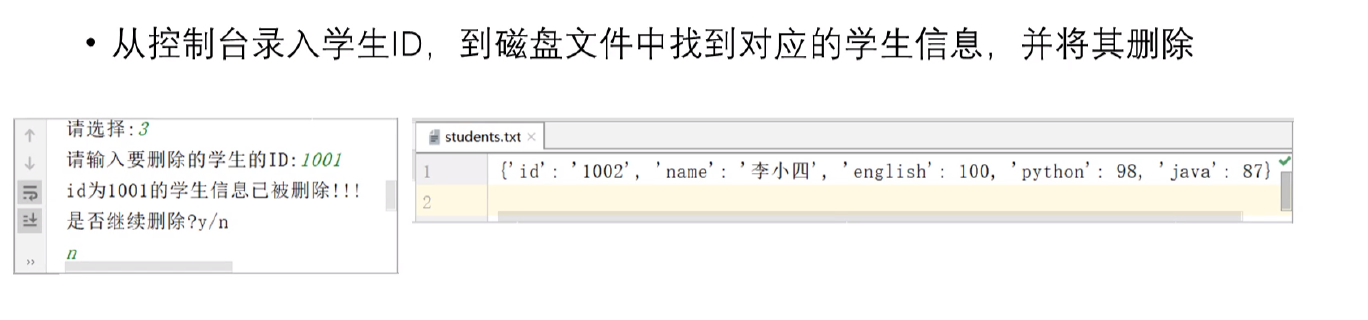 • 从控制台录入学生ID，到磁盘文件中找到对应的学生信息，并将其删除
请选择:3
请输入要删除的学生的ID:1001
id为1001的学生信息已被删除!!!
是否继续删除?y/n
n
students.txt
1 {'id': '1002', 'name': '李小四', 'english': 100, 'python': 98, 'java': 87}
2